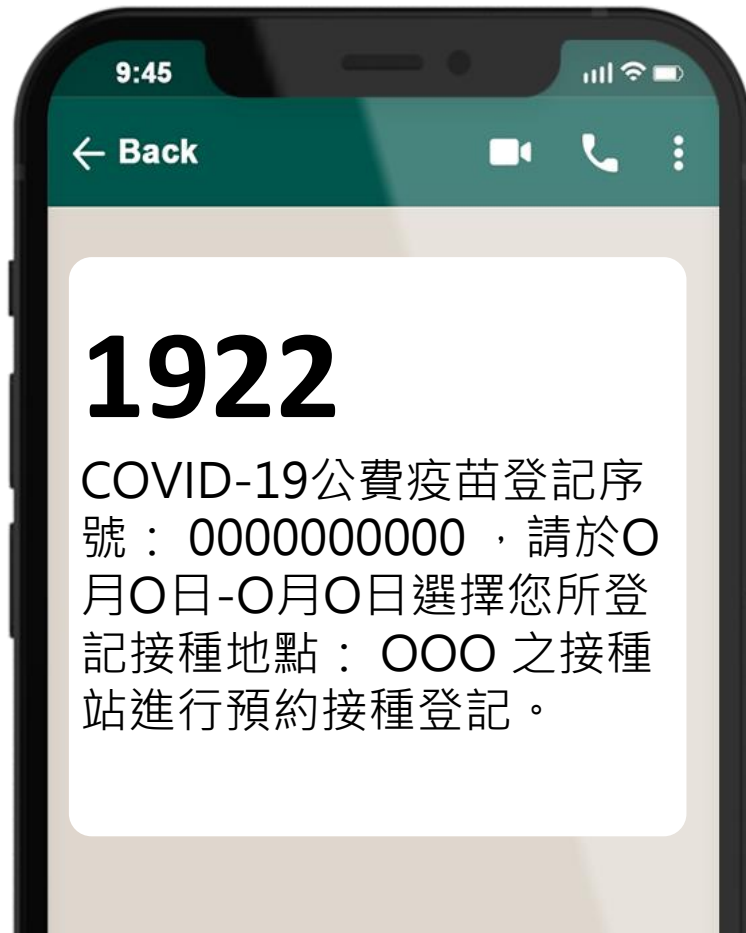 9:45
← Back
1922
COVID-19公費疫苗登記序
號： 0000000000 ，請於O
月O日-O月O日選擇您所登
記接種地點： OOO 之接種
站進行預約接種登記。